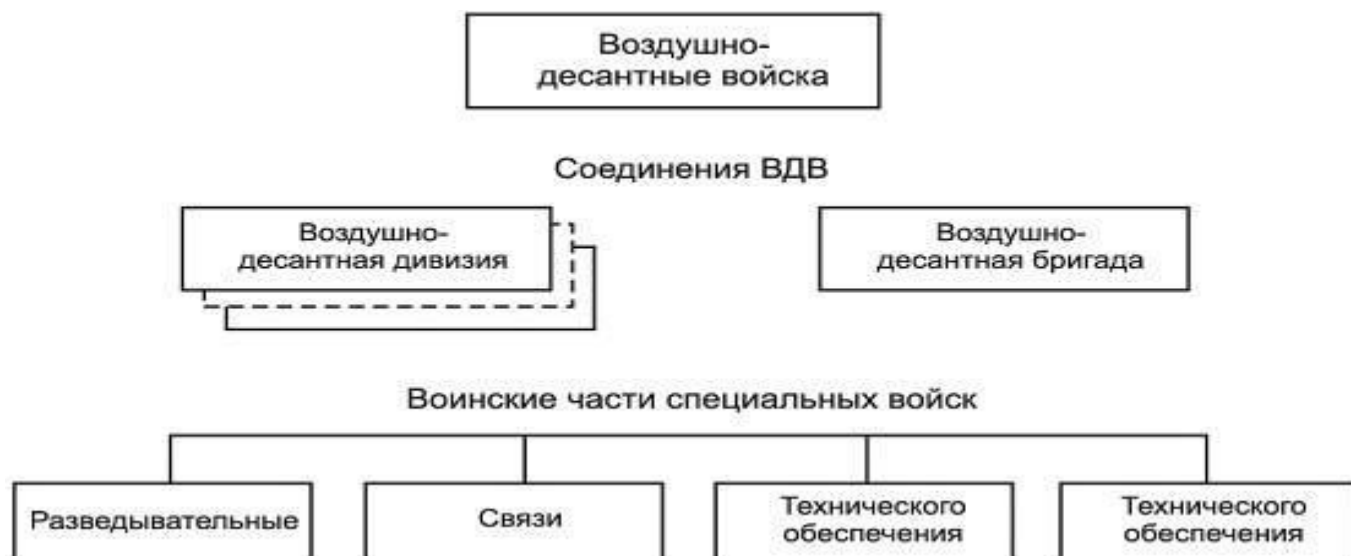 Воздушно-
десантные войска
Соединения ВДВ
Воздушно-
десантная дивизия
Воздушно-
десантная бригада
Воинские части специальных войск
Разведывательные
Связи
Технического
обеспечения
Технического
обеспечения